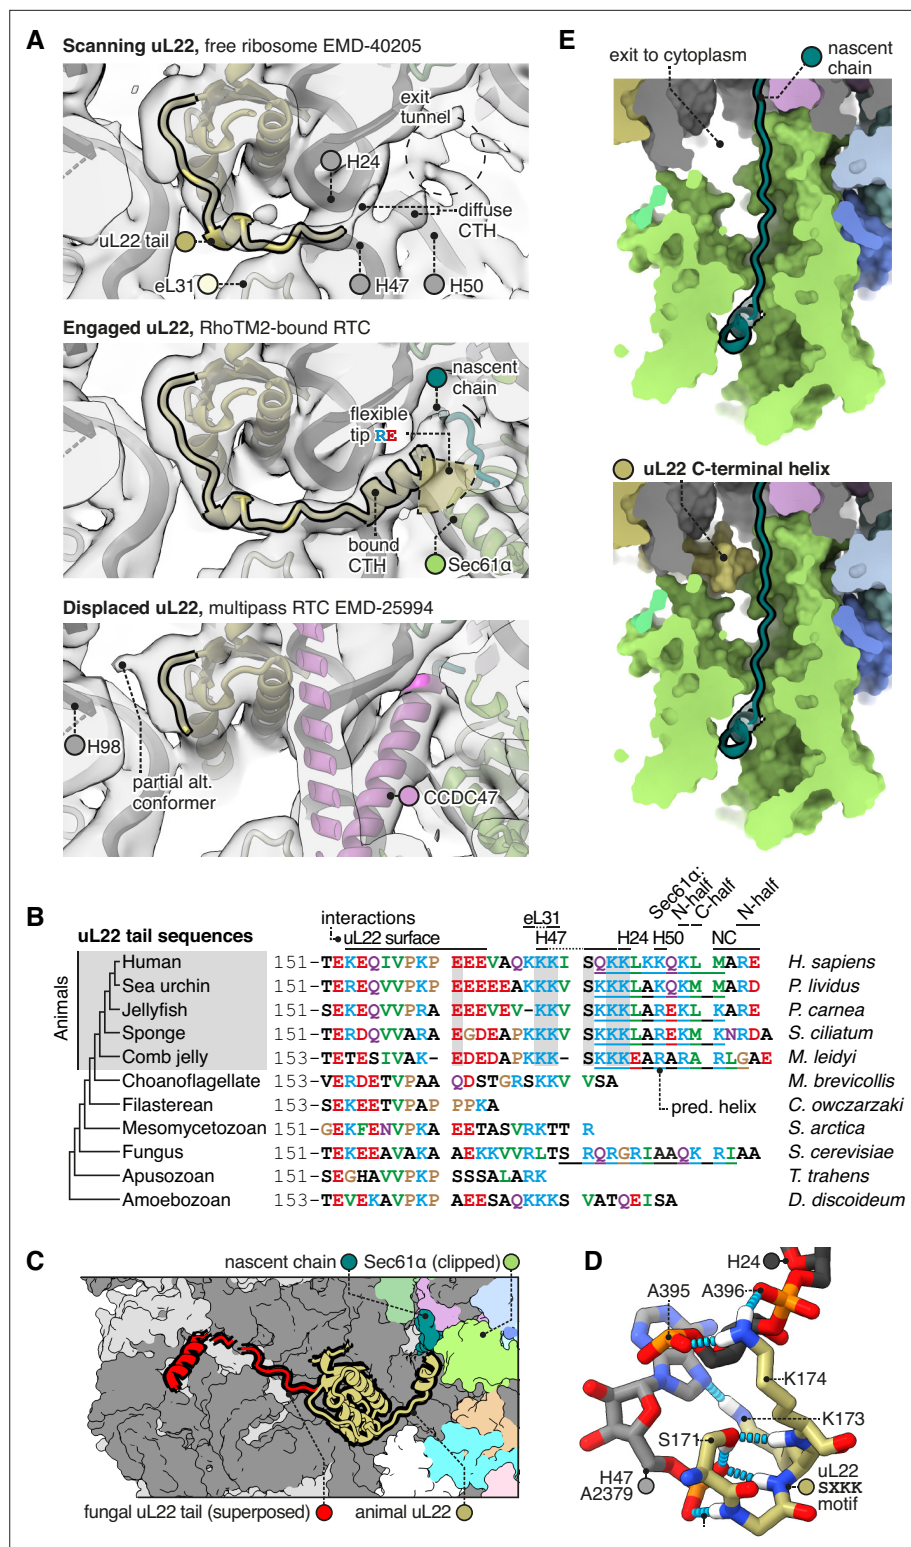 A
Scanning uL22, free ribosome EMD-40205
exit
tunnel
H24
diffuse
CTH
uL22 tail
eL31
H47
H50
Engaged uL22, RhoTM2-bound RTC
nascent
chain
flexible
tip RE
bound
CTH
Sec61α
Displaced uL22, multipass RTC EMD-25994
H98
partial alt.
conformer
CCDC47
E
exit to cytoplasm
nascent
chain
uL22 C-terminal helix
B
uL22 tail sequences
interactions
uL22 surface
eL31
H47
H24
H50
Sec61α:
N-half
C-half
NC
N-half
Animals
Human 151-TEKEQIVPKP EEEVAQKKKI SQKKLKKQKL MARE H. sapiens
Sea urchin 151-TEREQVVPKP EEEEEAKKKV SKKKLAKQKM MARD P. lividus
Jellyfish 151-KEQSVVPRAEEEVEV-KKV SKKKLAREKL KARE P. carnea
Sponge 151-TERDQVVARA EGDEAPKKKV SKKKLAREKM KNRDA S. ciliatum
Comb jelly 151-TETESIVAK- EDEDAPKKK- SKKKEARARA RLGAE M. leidyi
Choanoflagellate 153-VERDETVPAA QDSTGRSKKV VSA M. brevicollis
Filasterean 153-SEKEETVPAP PPKA C. owczarzaki
Mesomycetozoan 151-GEKFENVPKA EETASVRKTT R S. arctica
Fungus 151-TEKEEAVAKA AEKKVVRLTS RQRGRIAAQK RIAA S. cerevisiae
Apusozoan 151-SEGHAVVPKP SSSALARK T. trahens
Amoebozoan 153-TEVEKAVPKP AEESAQKKKS VATQEISA D. discoideum
pred. helix
C
nascent chain
Sec61α (clipped)
fungal uL22 tail (superposed)
animal uL22
D
H24
A395
A396
K174
K173
S171
H47
A2379
uL22
SXKK
motif